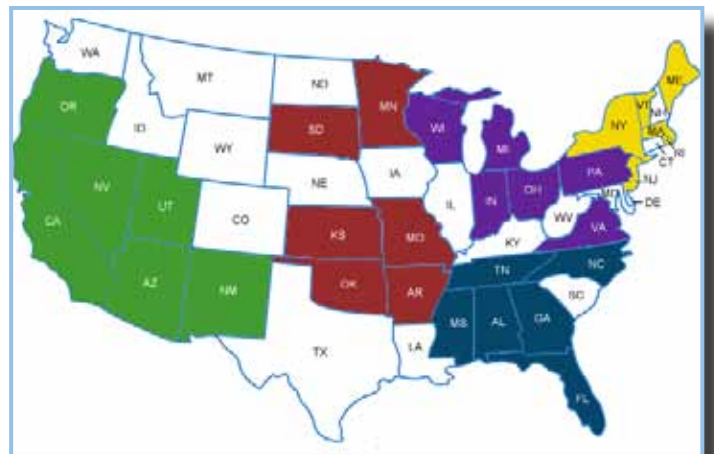 WA
MT
ND
MN
OR
ID
SD
WI
WY
MI
ME
VT
NH
NY
MA
RI
CT
NV
UT
CA
CO
NE
IA
IL
IN
OH
PA
NJ
MD
DE
WV
VA
KY
KS
MO
AZ
NM
OK
AR
TN
NC
SC
MS
AL
GA
TX
LA
FL